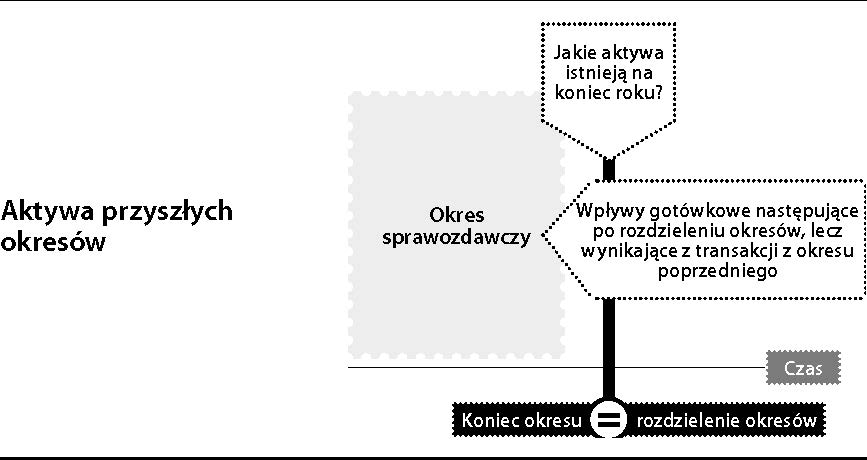 Jakie aktywa
istnieją na
koniec roku?
Aktywa przyszłych
okresów
Okres
sprawozdawczy
Wpływy gotówkowe następujące
po rozdzieleniu okresów, lecz
wynikające z transakcji z okresu
poprzedniego
Czas
Koniec okresu = rozdzielenie okresów